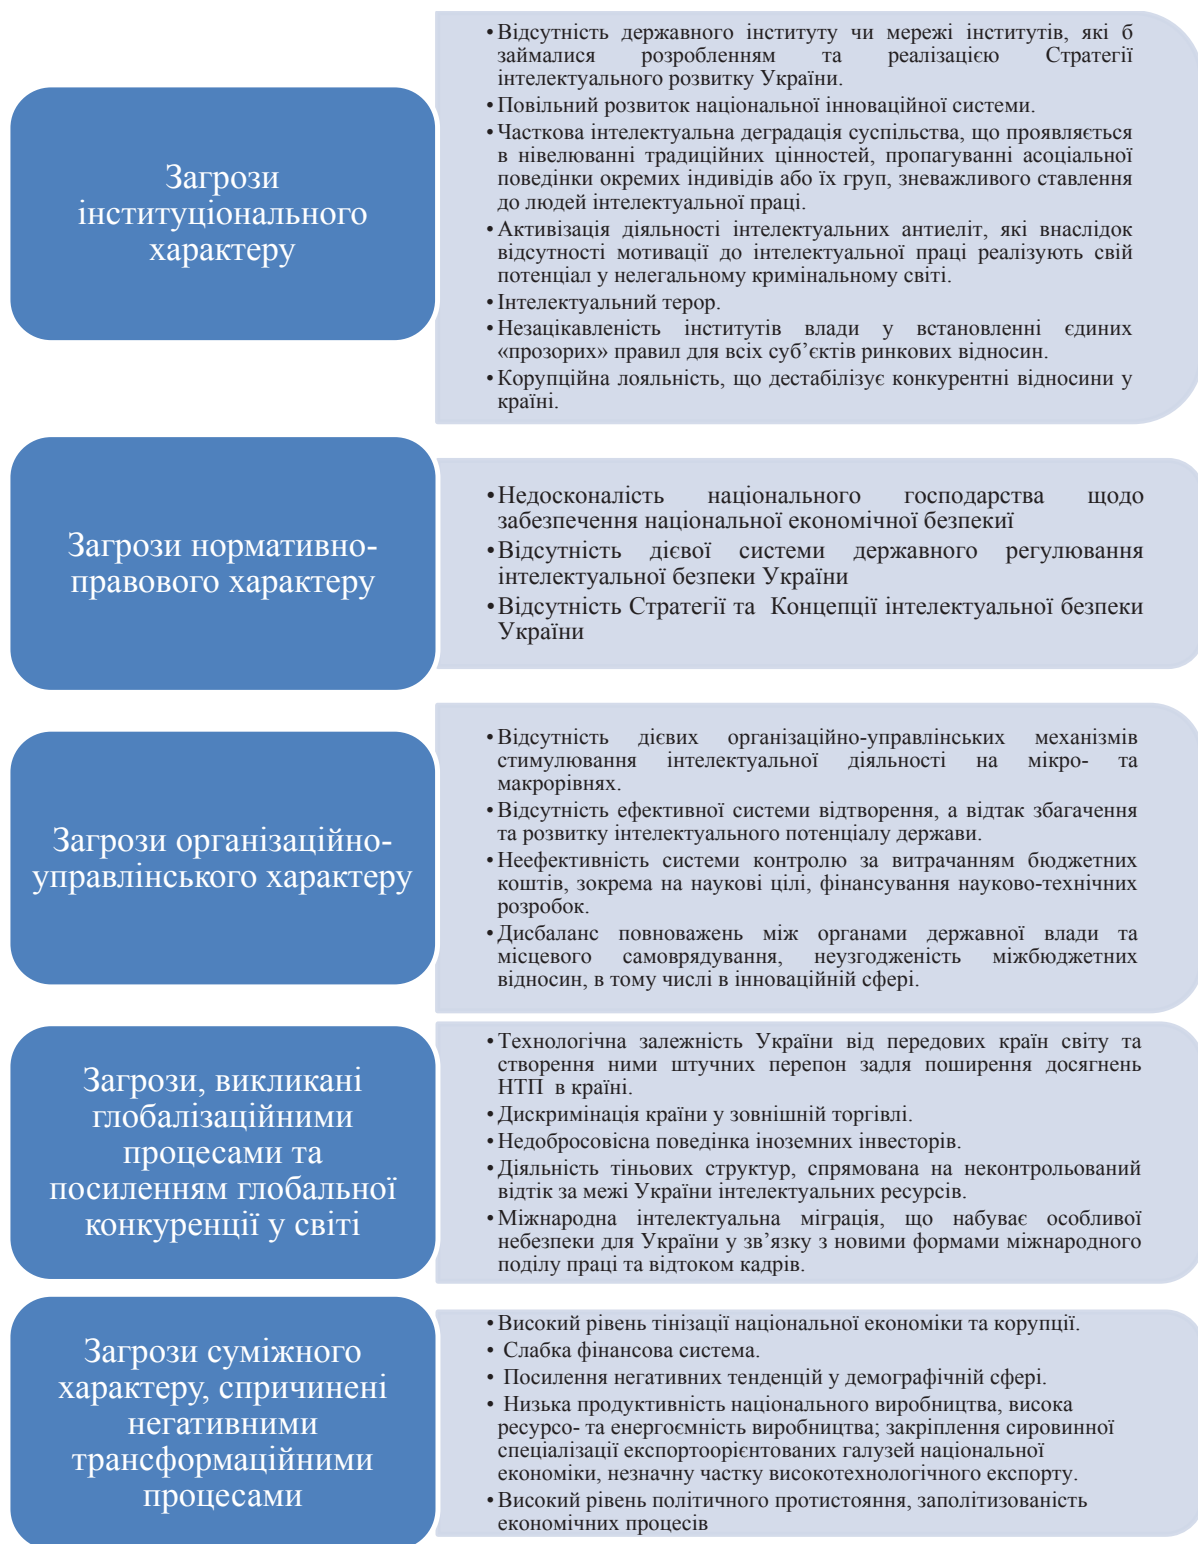 Загрози
інституціонального
характеру
•Відсутність державного інституту чи мережі інститутів, які б
займалися розробленням та реалізацією Стратегії
інтелектуального розвитку України.
•Повільний розвиток національної інноваційної системи.
•Часткова інтелектуальна деградація суспільства, що проявляється
в нівелюванні традиційних цінностей, пропагуванні асоціальної
поведінки окремих індивідів або їх груп, зневажливого ставлення
до людей інтелектуальної праці.
•Активізація діяльності інтелектуальних антиеліт, які внаслідок
відсутності мотивації до інтелектуальної праці реалізують свій
потенціал у нелегальному кримінальному світі.
•Інтелектуальний терор.
•Незацікавленість інститутів влади у встановленні єдиних
«прозорих» правил для всіх суб’єктів ринкових відносин.
•Корупційна лояльність, що дестабілізує конкурентні відносини у
країні.
Загрози нормативно-
правового характеру
•Недосконалість національного господарства щодо
забезпечення національної економічної безпекиї
•Відсутність дієвої системи державного регулювання
інтелектуальної безпеки України
•Відсутність Стратегії та Концепції інтелектуальної безпеки
України
Загрози організаційно-
управлінського характеру
•Відсутність дієвих організаційно-управлінських механізмів
стимулювання інтелектуальної діяльності на мікро- та
макрорівнях.
•Відсутність ефективної системи відтворення, а відтак збагачення
та розвитку інтелектуального потенціалу держави.
•Неефективність системи контролю за витрачанням бюджетних
коштів, зокрема на наукові цілі, фінансування науково-технічних
розробок.
•Дисбаланс повноважень між органами державної влади та
місцевого самоврядування, неузгодженість міжбюджетних
відносин, в тому числі в інноваційній сфері.
Загрози, викликані
глобалізаційними
процесами та
посиленням глобальної
конкуренції у світі
•Технологічна залежність України від передових країн світу та
створення ними штучних перепон задля поширення досягнень
НТП в країні.
•Дискримінація країни у зовнішній торгівлі.
•Недобросовісна поведінка іноземних інвесторів.
•Діяльність тіньових структур, спрямована на неконтрольований
відтік за межі України інтелектуальних ресурсів.
•Міжнародна інтелектуальна міграція, що набуває особливої
небезпеки для України у зв’язку з новими формами міжнародного
поділу праці та відтоком кадрів.
Загрози суміжного
характеру, спричинені
негативними
трансформаційними
процесами
•Високий рівень тінізації національної економіки та корупції.
• Слабка фінансова система.
•Посилення негативних тенденцій у демографічній сфері.
• Низька продуктивність національного виробництва, висока
ресурсо- та енергоємність виробництва; закріплення сировинної
спеціалізації експортоорієнтованих галузей національної
економіки, незначну частку високотехнологічного експорту.
•Високий рівень політичного протистояння, заполітизованість
економічних процесів